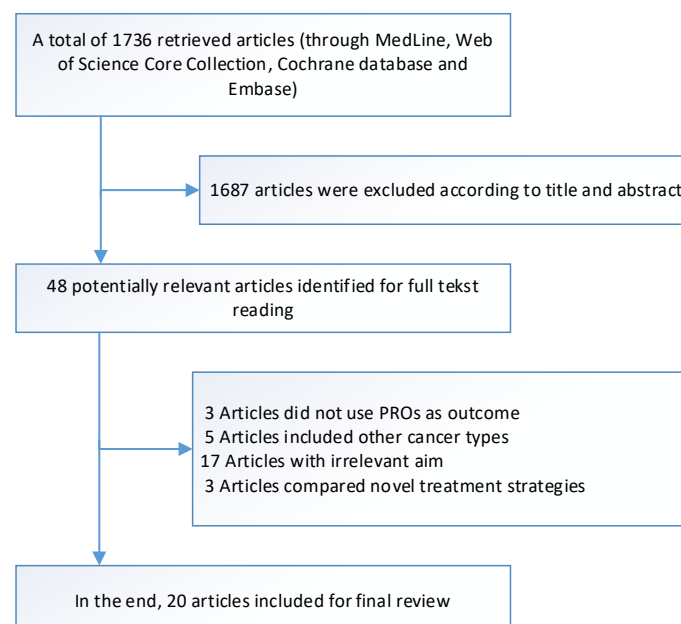 A total of 1736 retrieved articles (through MedLine, Web
of Science Core Collection, Cochrane database and
Embase)
1687 articles were excluded according to title and abstract
48 potentially relevant articles identified for full tekst
reading
3 Articles did not use PROs as outcome
5 Articles included other cancer types
17 Articles with irrelevant aim
3 Articles compared novel treatment strategies
In the end, 20 articles included for final review